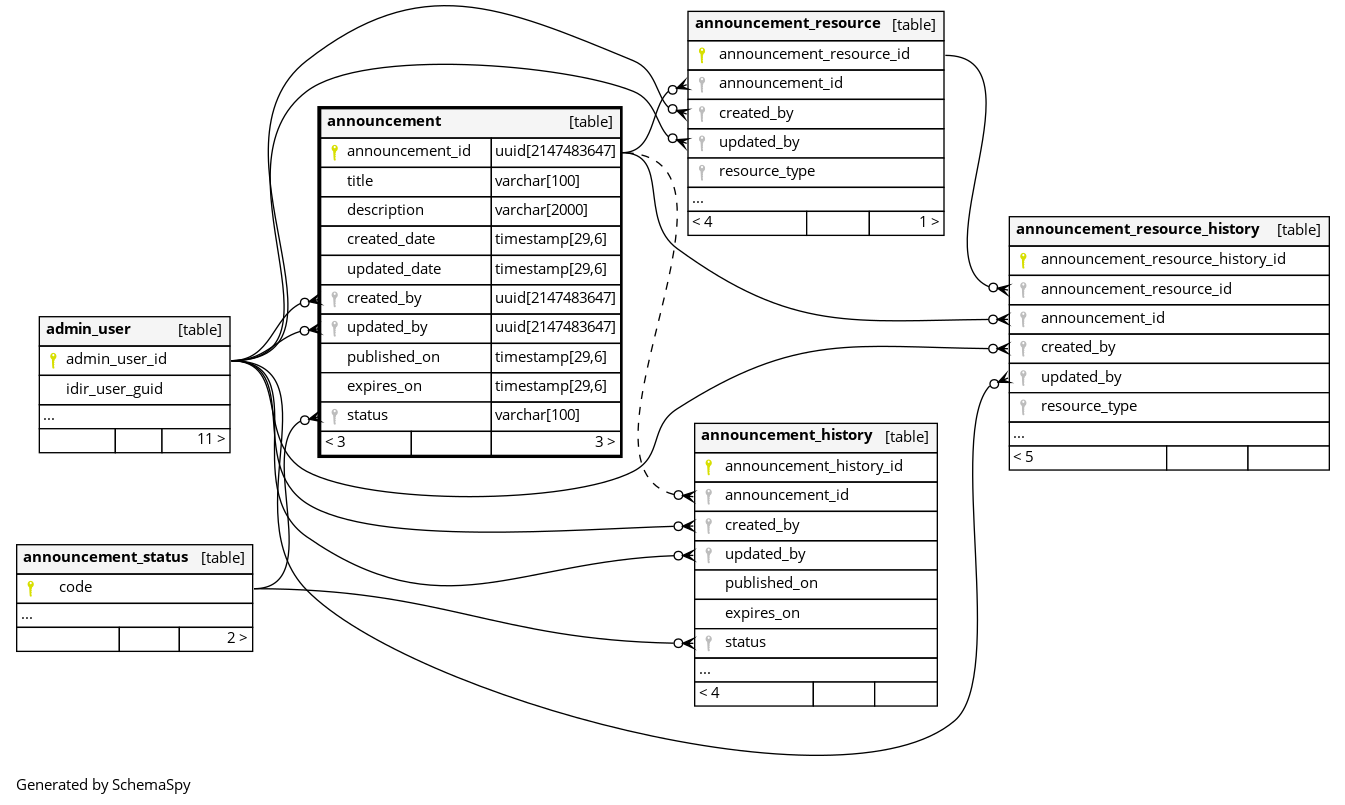 announcement_resource [table]
announcement_resource_id
announcement_id
created_by
updated_by
resource_type
...
< 4 1 >
announcement [table]
announcement_id uuid[2147483647]
title varchar[100]
description varchar[2000]
created_date timestamp[29,6]
updated_date timestamp[29,6]
created_by uuid[2147483647]
updated_by uuid[2147483647]
published_on timestamp[29,6]
expires_on timestamp[29,6]
status varchar[100]
< 3 3 >
announcement_resource_history [table]
announcement_resource_history_id
announcement_resource_id
announcement_id
created_by
updated_by
resource_type
...
< 5
admin_user [table]
admin_user_id
idir_user_guid
...
11 >
announcement_history [table]
announcement_history_id
announcement_id
created_by
updated_by
published_on
expires_on
status
...
< 4
announcement_status [table]
code
...
2 >
Generated by SchemaSpy